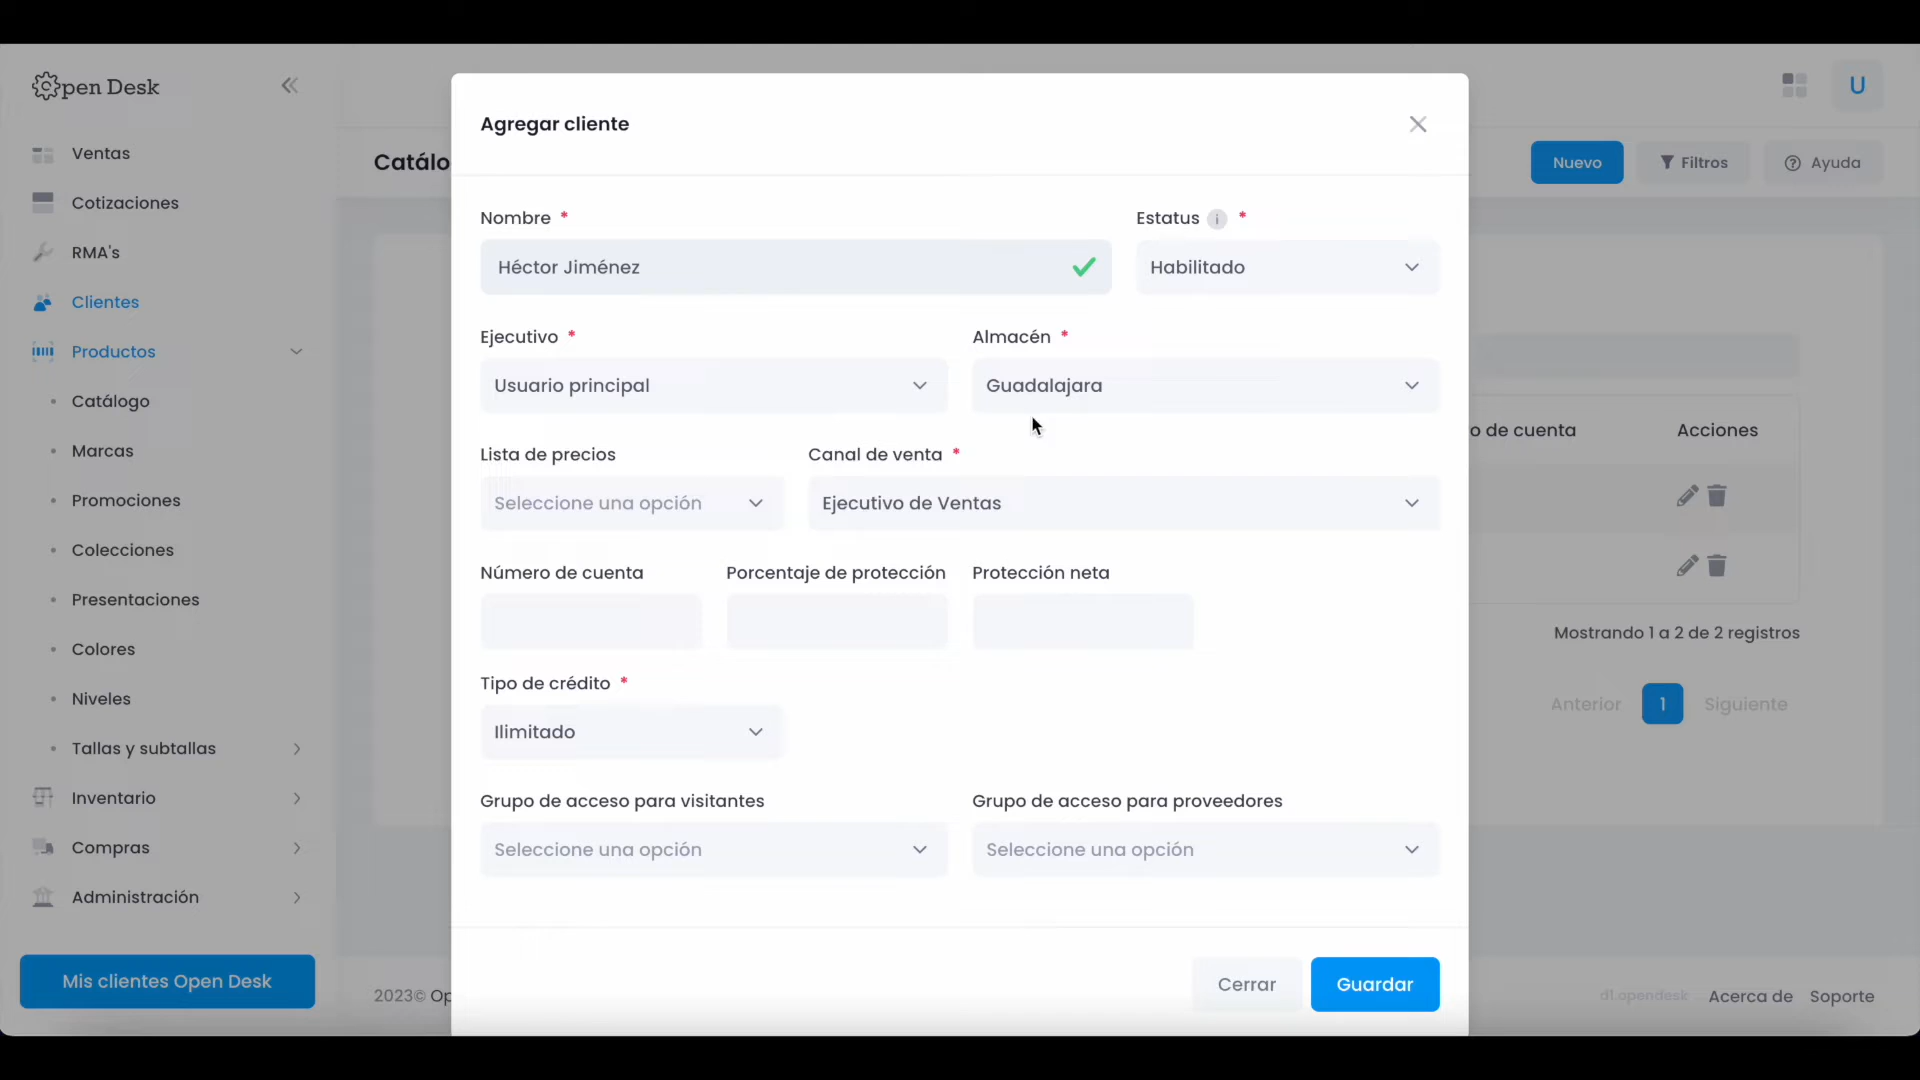 Open Desk
Ventas
Cotizaciones
RMA's
Clientes
Productos
Catálogo
Marcas
Promociones
Colecciones
Presentaciones
Colores
Niveles
Tallas y subtallas
Inventario
Compras
Administración
Mis clientes Open Desk
U
Catálo
Nuevo
Filtros
Ayuda
Agregar cliente
Nombre *
Estatus i *
Héctor Jiménez
Habilitado
Ejecutivo *
Almacén *
Usuario principal
Guadalajara
Lista de precios
Canal de venta *
Seleccione una opción
Ejecutivo de Ventas
Número de cuenta
Porcentaje de protección
Protección neta
Tipo de crédito *
Ilimitado
Grupo de acceso para visitantes
Grupo de acceso para proveedores
Seleccione una opción
Seleccione una opción
Cerrar
Guardar
o de cuenta
Acciones
Mostrando 1 a 2 de 2 registros
Anterior
1
Siguiente
2023© Op
d1.opendesk
Acerca de
Soporte